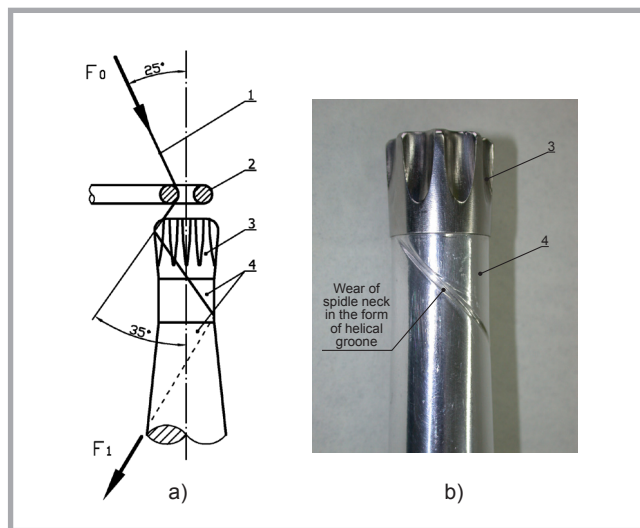 F0
25°
1
2
3
4
35°
F1
a)
3
4
Wear of
spidle neck
in the form
of helical
groone
b)